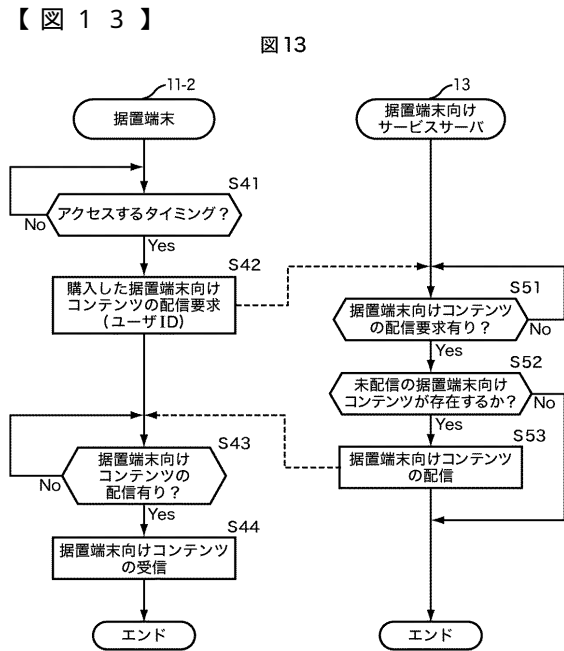 【図13】
図13
11-2
据置端末
S41
アクセスするタイミング？
No
Yes
S42
購入した据置端末向け
コンテンツの配信要求
(ユーザID)
S43
据置端末向け
コンテンツの
配信有り？
No
Yes
S44
据置端末向けコンテンツ
の受信
エンド
13
据置端末向け
サービスサーバ
S51
据置端末向けコンテンツ
の配信要求有り？
No
Yes
S52
未配信の据置端末向け
コンテンツが存在するか？
No
Yes
S53
据置端末向けコンテンツ
の配信
エンド